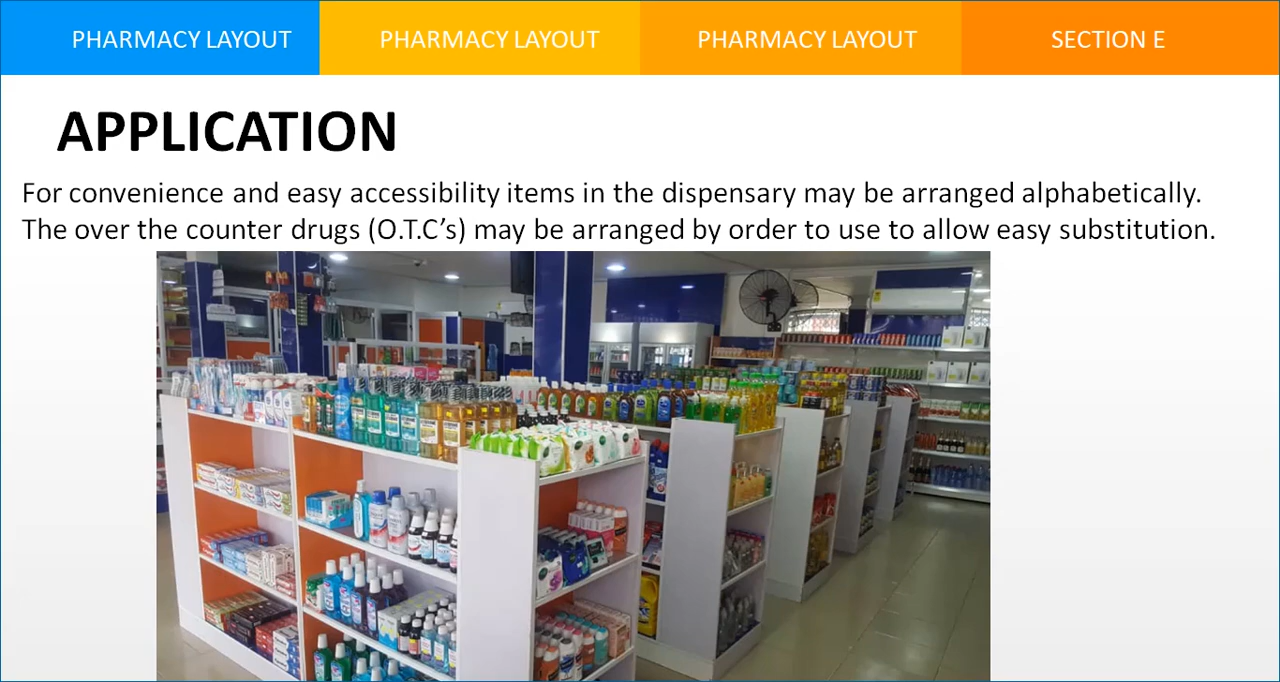 PHARMACY LAYOUT PHARMACY LAYOUT PHARMACY LAYOUT SECTION E
APPLICATION
For convenience and easy accessibility items in the dispensary may be arranged alphabetically.
The over the counter drugs (O.T.C’s) may be arranged by order to use to allow easy substitution.